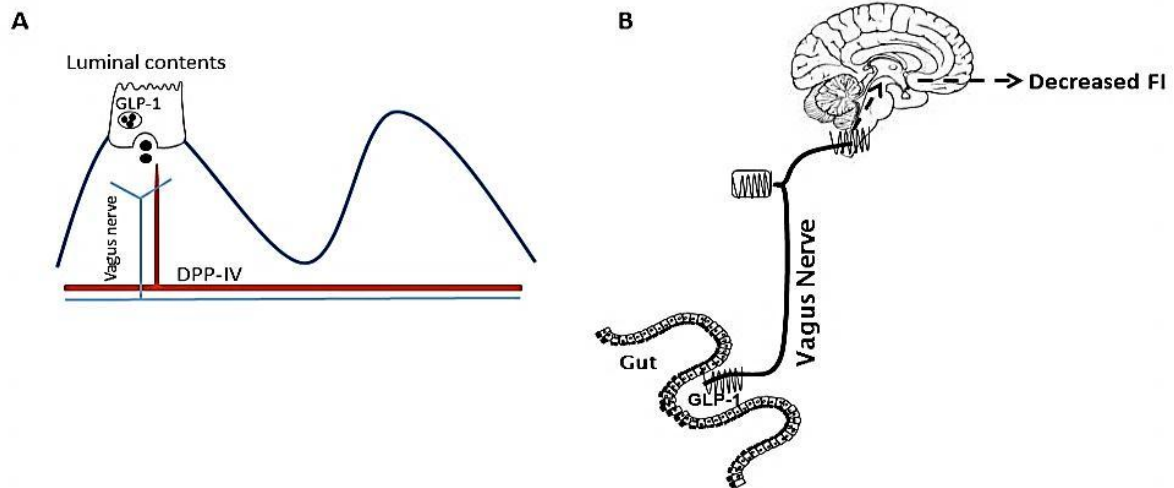 A
Luminal contents
GLP-1
Vagus nerve
DPP-IV
B
Decreased FI
Vagus Nerve
Gut
GLP-1